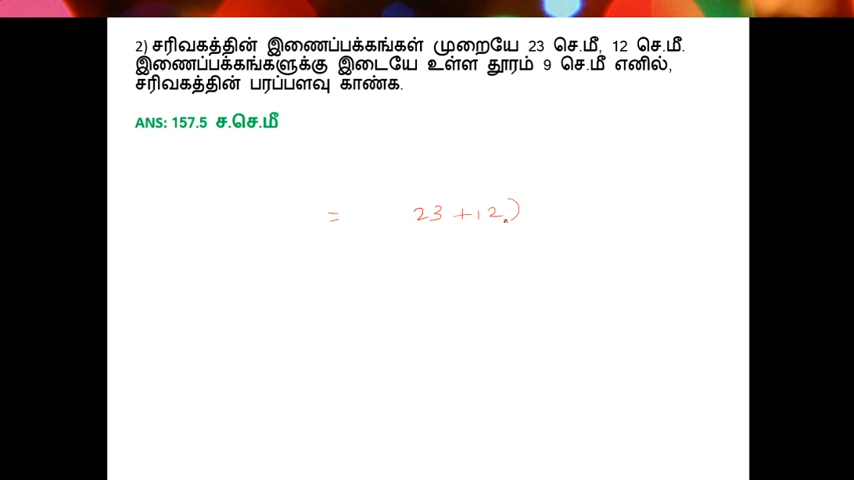 2) சரிவகத்தின் இணைப்பக்கங்கள் முறையே 23 செ.மீ, 12 செ.மீ.
இணைப்பக்கங்களுக்கு இடையே உள்ள தூரம் 9 செ.மீ எனில்,
சரிவகத்தின் பரப்பளவு காண்க.
ANS: 157.5 ச.செ.மீ
= 23 + 12)